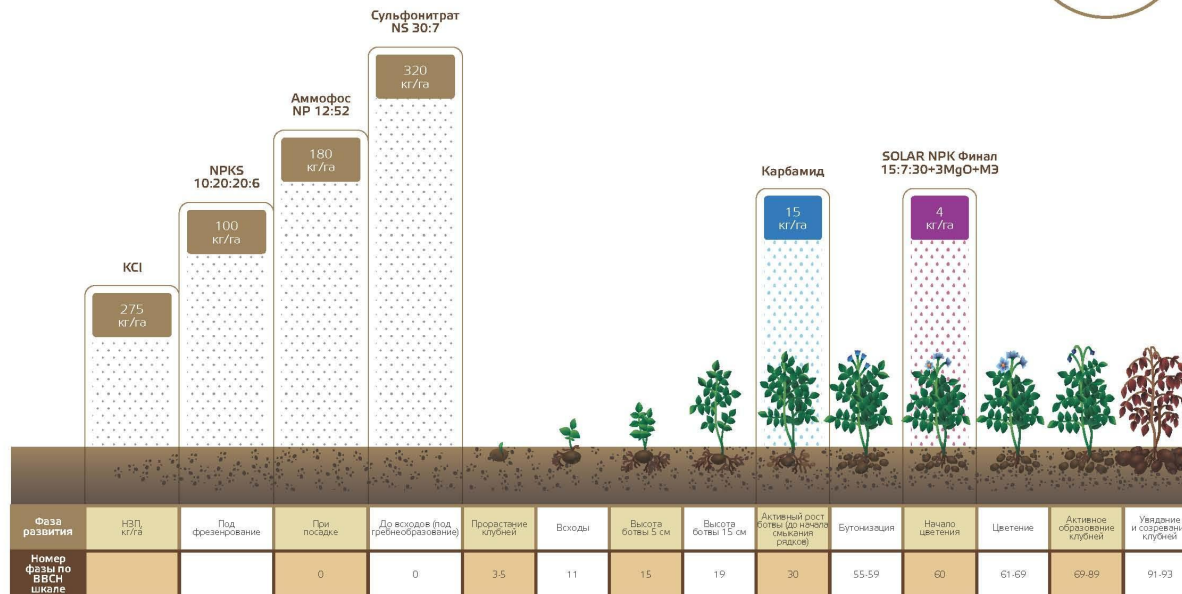 Сульфонитрат
NS 30:7
320
кг/га
Аммофос
NP 12:52
180
кг/га
NPKS
10:20:20:6
100
кг/га
KCl
275
кг/га
Карбамид
15
кг/га
SOLAR NPK Финал
15:7:30+3MgO+МЭ
4
кг/га
Фаза
развития
НЗП,
кг/га
Под
фрезерование
При
посадке
До всходов (под
гребнеобразование)
Прорастание
клубней
Всходы
Высота
ботвы 5 см
Высота
ботвы 15 см
Активный рост
ботвы (до начала
смыкания
рядков)
Бутонизация
Начало
цветения
Цветение
Активное
образование
клубней
Увядание
и созревани
клубней
Номер
фазы по
BBCH
шкале
0
0
3-5
11
15
19
30
55-59
60
61-69
69-89
91-93